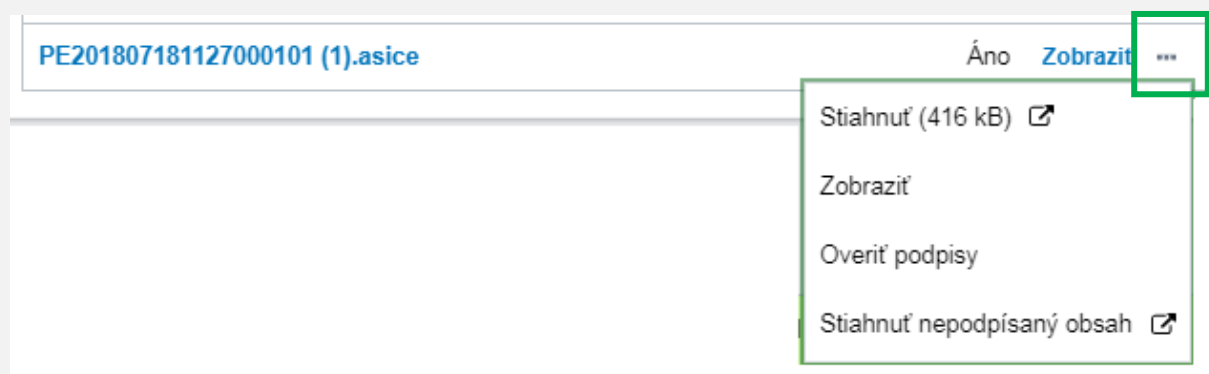 PE201807181127000101 (1).asice Áno Zobraziť ...
Stiahnuť (416 kB)
Zobraziť
Overiť podpisy
Stiahnuť nepodpísaný obsah